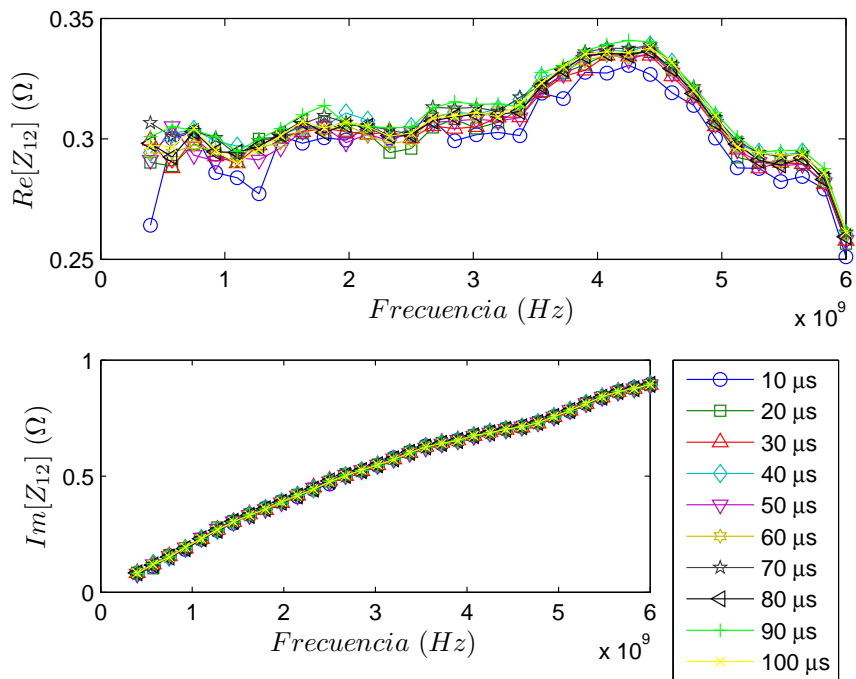 0.35
0.3
0.25
Re[Z12] (Ω)
0 1 2 3 4 5 6
Frecuencia (Hz)
x 10^9
1
0.5
0
Im[Z12] (Ω)
0 1 2 3 4 5 6
Frecuencia (Hz)
x 10^9
10 μs
20 μs
30 μs
40 μs
50 μs
60 μs
70 μs
80 μs
90 μs
100 μs